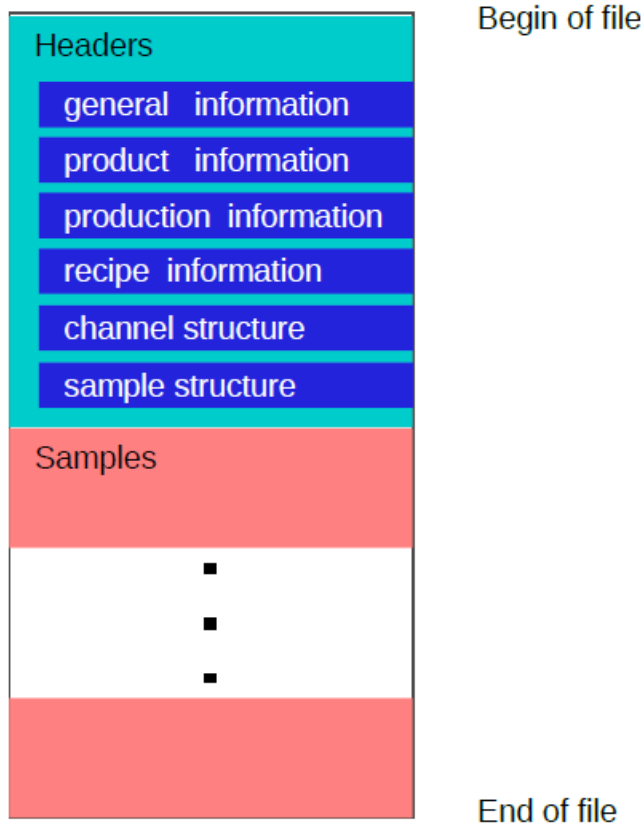 Begin of file
Headers
general information
product information
production information
recipe information
channel structure
sample structure
Samples
End of file